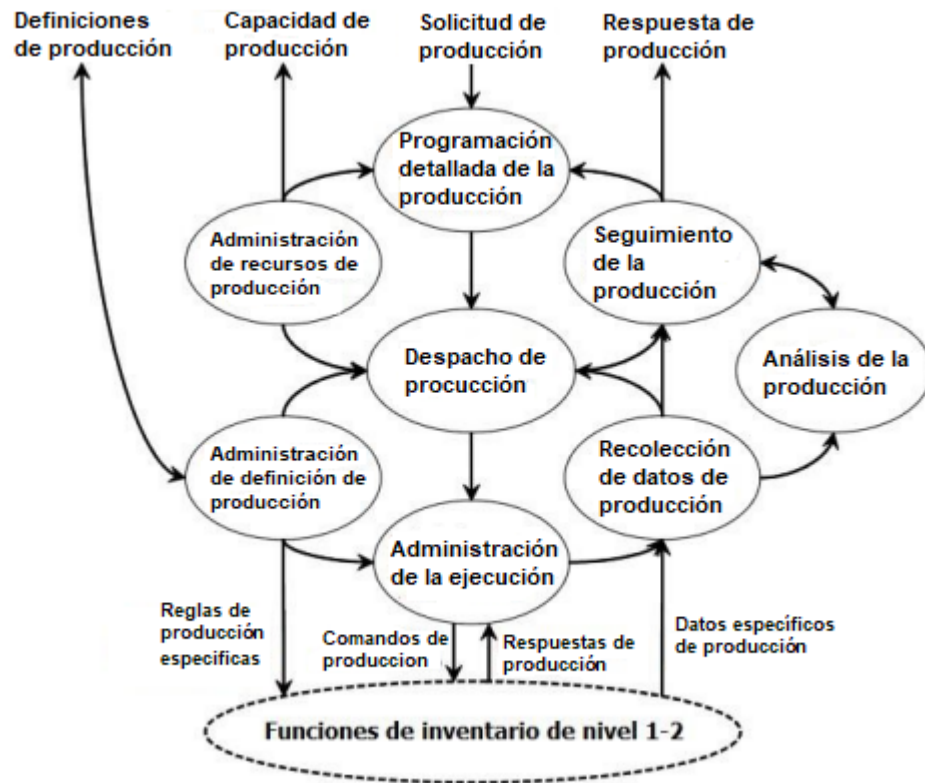 Definiciones
de producción
Capacidad de
producción
Solicitud de
producción
Respuesta de
producción
Programación
detallada de la
producción
Administración
de recursos de
producción
Seguimiento
de la
producción
Despacho de
procucción
Análisis de la
producción
Administración
de definición de
producción
Recolección
de datos de
producción
Administración
de la ejecución
Reglas de
producción
especificas
Comandos de
produccion
Respuestas de
producción
Datos específicos
de producción
Funciones de inventario de nivel 1-2